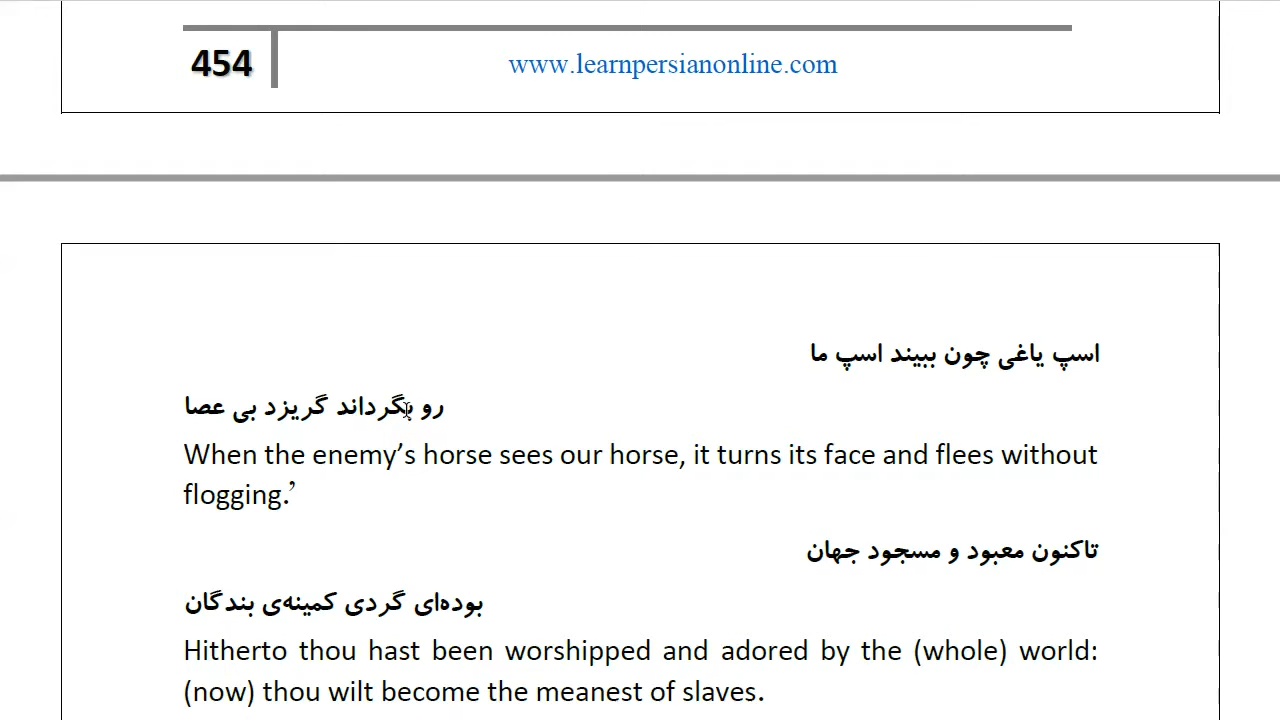 454
www.learnpersianonline.com
اسپ یاغی چون ببیند اسپ ما
رو بگرداند گریزد بی عصا
When the enemy’s horse sees our horse, it turns its face and flees without
flogging.’
تاکنون معبود و مسجود جهان
بوده‌ای گردی کمینه‌ی بندگان
Hitherto thou hast been worshipped and adored by the (whole) world:
(now) thou wilt become the meanest of slaves.